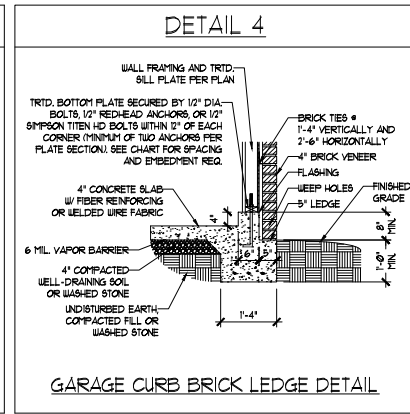 DETAIL 4
WALL FRAMING AND TRTD.
SILL PLATE PER PLAN
TRTD. BOTTOM PLATE SECURED BY 1/2" DIA.
BOLTS, 1/2" REDHEAD ANCHORS, OR 1/2"
SIMPSON TITEN HD BOLTS WITHIN 12" OF EACH
CORNER (MINIMUM OF TWO ANCHORS PER
PLATE SECTION). SEE CHART FOR SPACING
AND EMBEDMENT REQ.
4" CONCRETE SLAB
W/ FIBER REINFORCING
OR WELDED WIRE FABRIC
6 MIL. VAPOR BARRIER
4" COMPACTED
WELL-DRAINING SOIL
OR WASHED STONE
UNDISTURBED EARTH,
COMPACTED FILL OR
WASHED STONE
BRICK TIES @
1'-4" VERTICALLY AND
2'-6" HORIZONTALLY
4" BRICK VENEER
FLASHING
WEEP HOLES
5" LEDGE
FINISHED
GRADE
4"
8"
MIN.
6"
5"
1'-0"
MIN.
1'-4"
GARAGE CURB BRICK LEDGE DETAIL